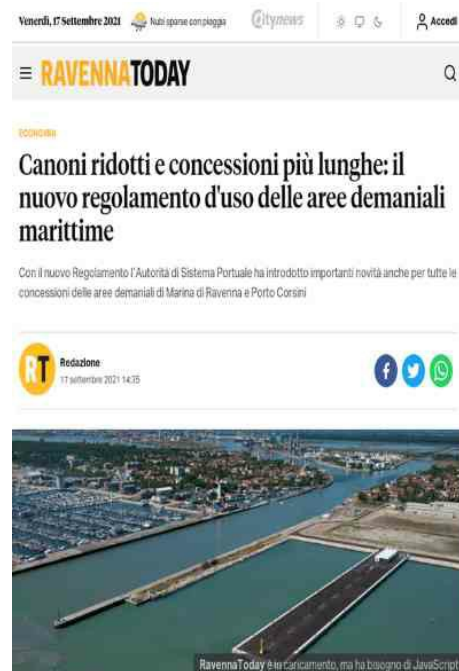 Venerdì, 17 Settembre 2021 Nubi sparse con pioggia Citynews Accedi
RAVENNATODAY
ECONOMIA
Canoni ridotti e concessioni più lunghe: il
nuovo regolamento d'uso delle aree demaniali
marittime
Con il nuovo Regolamento l'Autorità di Sistema Portuale ha introdotto importanti novità anche per tutte le
concessioni delle aree demaniali di Marina di Ravenna e Porto Corsini
RT
Redazione
17 settembre 2021 14:35
RavennaToday è in caricamento, ma ha bisogno di JavaScript